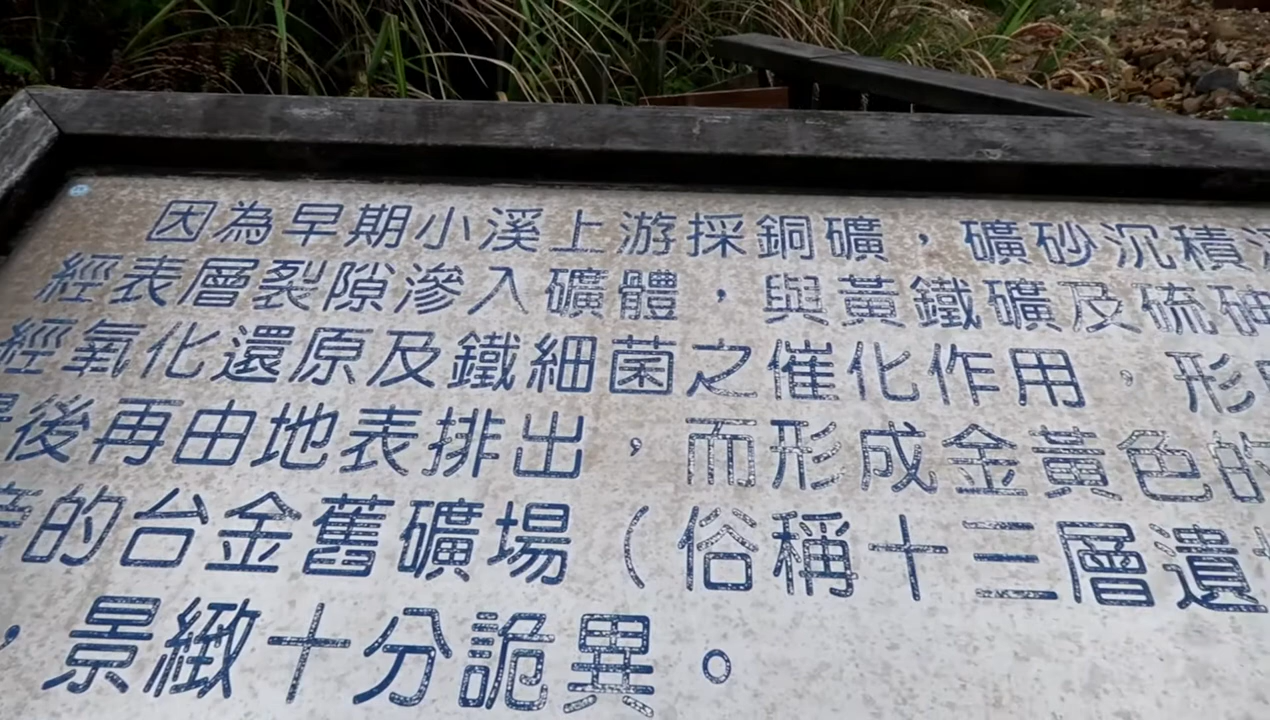 因為早期小溪上游採銅礦,礦砂沉積
經表層裂隙滲入礦體,與黃鐵礦及硫砷
經氧化還原及鐵細菌之催化作用,形
後再由地表排出,而形成金黃色的
的台金舊礦場(俗稱十三層遺
,景緻十分詭異。